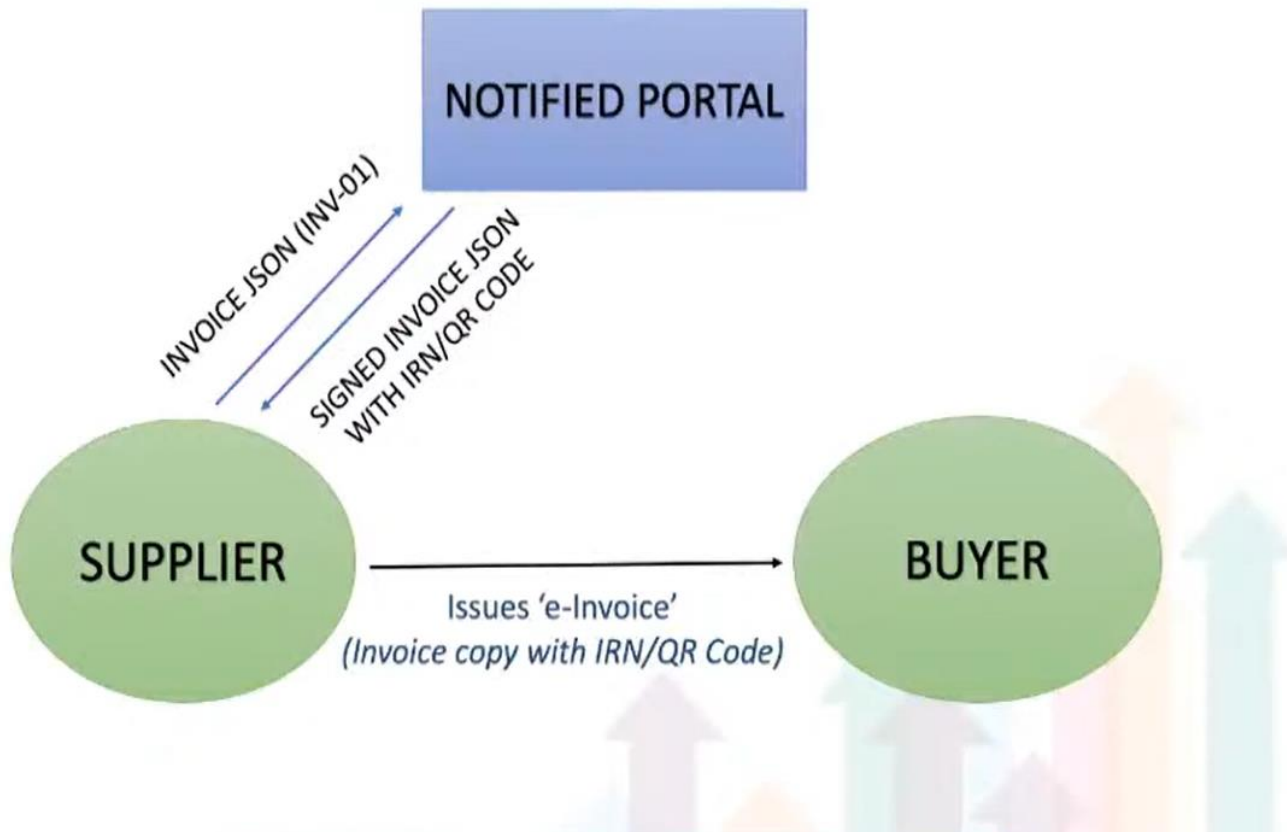 NOTIFIED PORTAL
INVOICE JSON (INV-01)
SIGNED INVOICE JSON
WITH IRN/QR CODE
SUPPLIER
BUYER
Issues ‘e-Invoice’
(Invoice copy with IRN/QR Code)